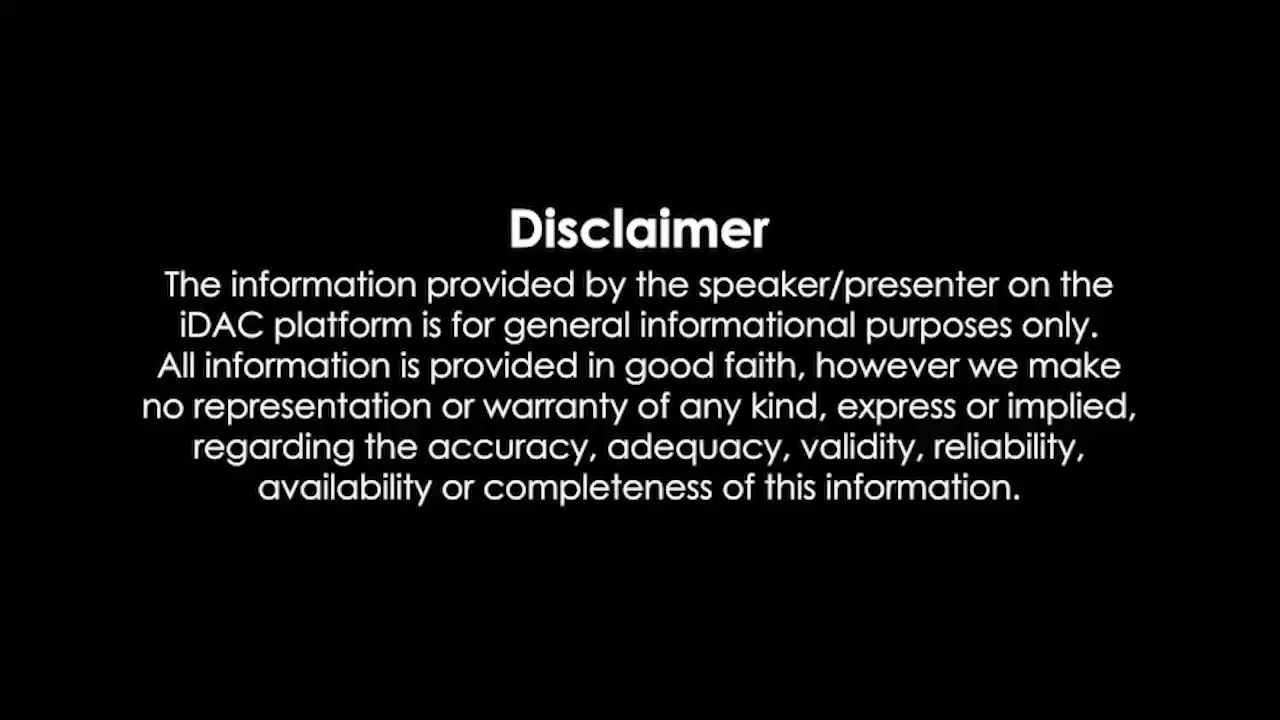 Disclaimer
The information provided by the speaker/presenter on the
iDAC platform is for general informational purposes only.
All information is provided in good faith, however we make
no representation or warranty of any kind, express or implied,
regarding the accuracy, adequacy, validity, reliability,
availability or completeness of this information.